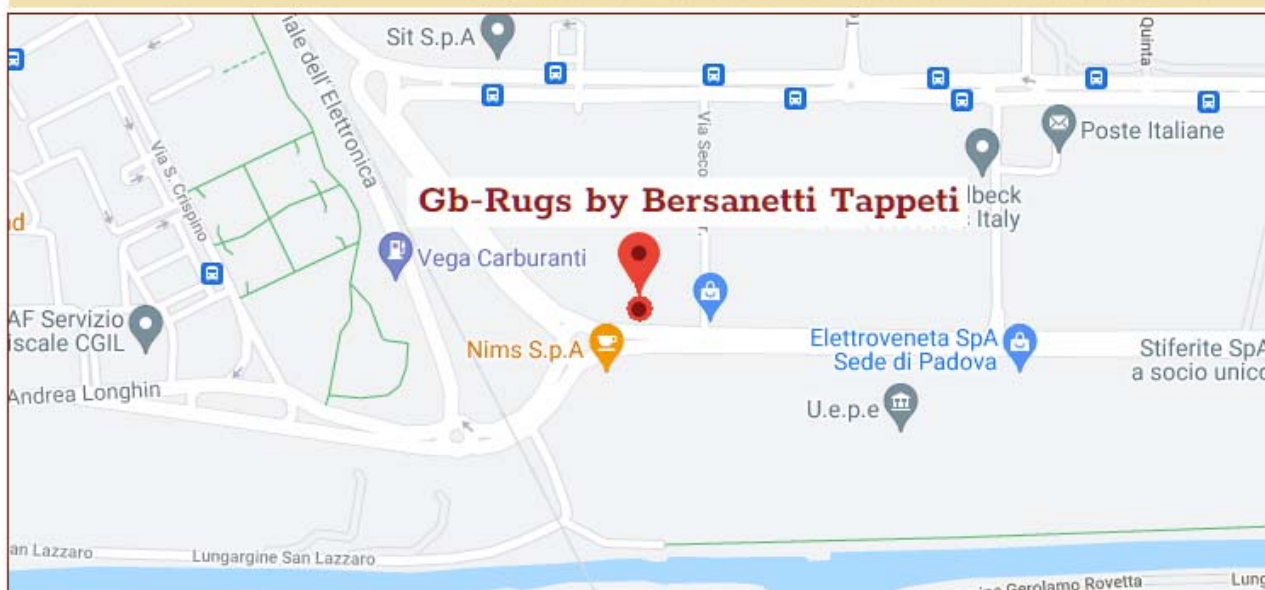 Sit S.p.A
Viale dell'Elettronica
Quinta
Poste Italiane
Via S. Crispino
Via Seco
Gb-Rugs by Bersanetti Tappeti
lbeck
Italy
Vega Carburanti
AF Servizio
iscale CGIL
Nims S.p.A
Elettroveneta SpA
Sede di Padova
Stiferite SpA
a socio unico
Andrea Longhin
U.e.p.e
an Lazzaro
Lungargine San Lazzaro
Gerolamo Rovetta
Lung